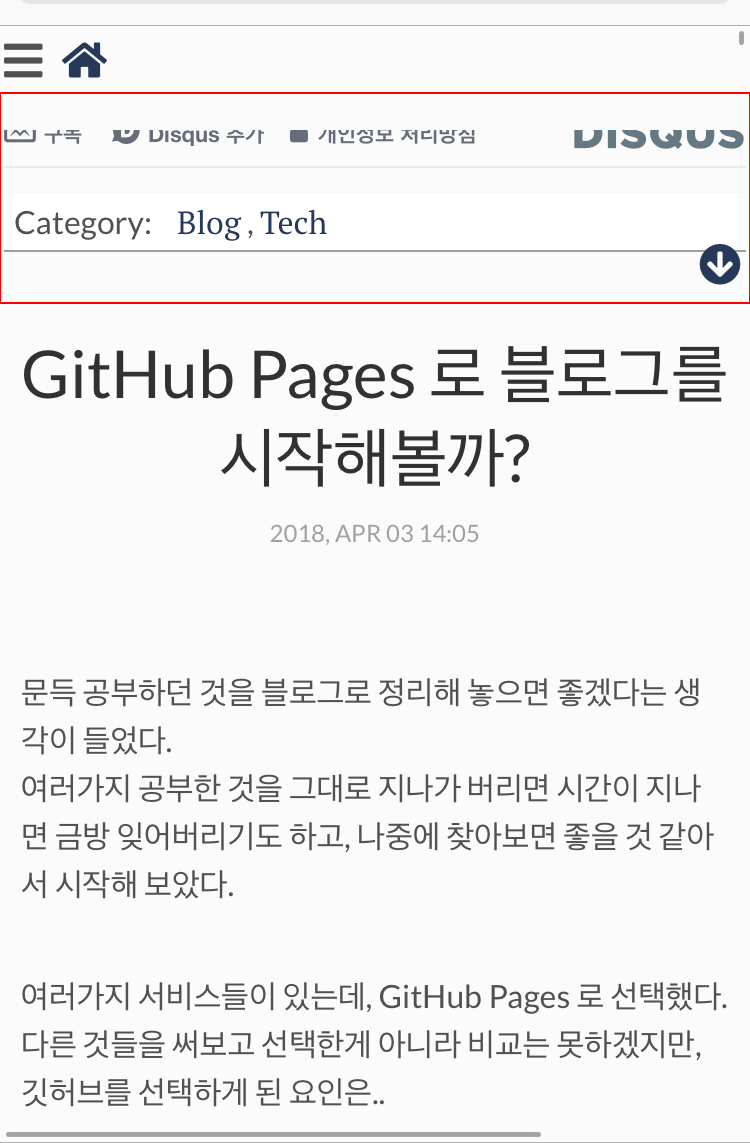 구독 Disqus 추가 개인정보 처리방침 DISQUS
Category: Blog , Tech
GitHub Pages 로 블로그를
시작해볼까?
2018, APR 03 14:05
문득 공부하던 것을 블로그로 정리해 놓으면 좋겠다는 생
각이 들었다.
여러가지 공부한 것을 그대로 지나가 버리면 시간이 지나
면 금방 잊어버리기도 하고, 나중에 찾아보면 좋을 것 같아
서 시작해 보았다.
여러가지 서비스들이 있는데, GitHub Pages 로 선택했다.
다른 것들을 써보고 선택한게 아니라 비교는 못하겠지만,
깃허브를 선택하게 된 요인은..